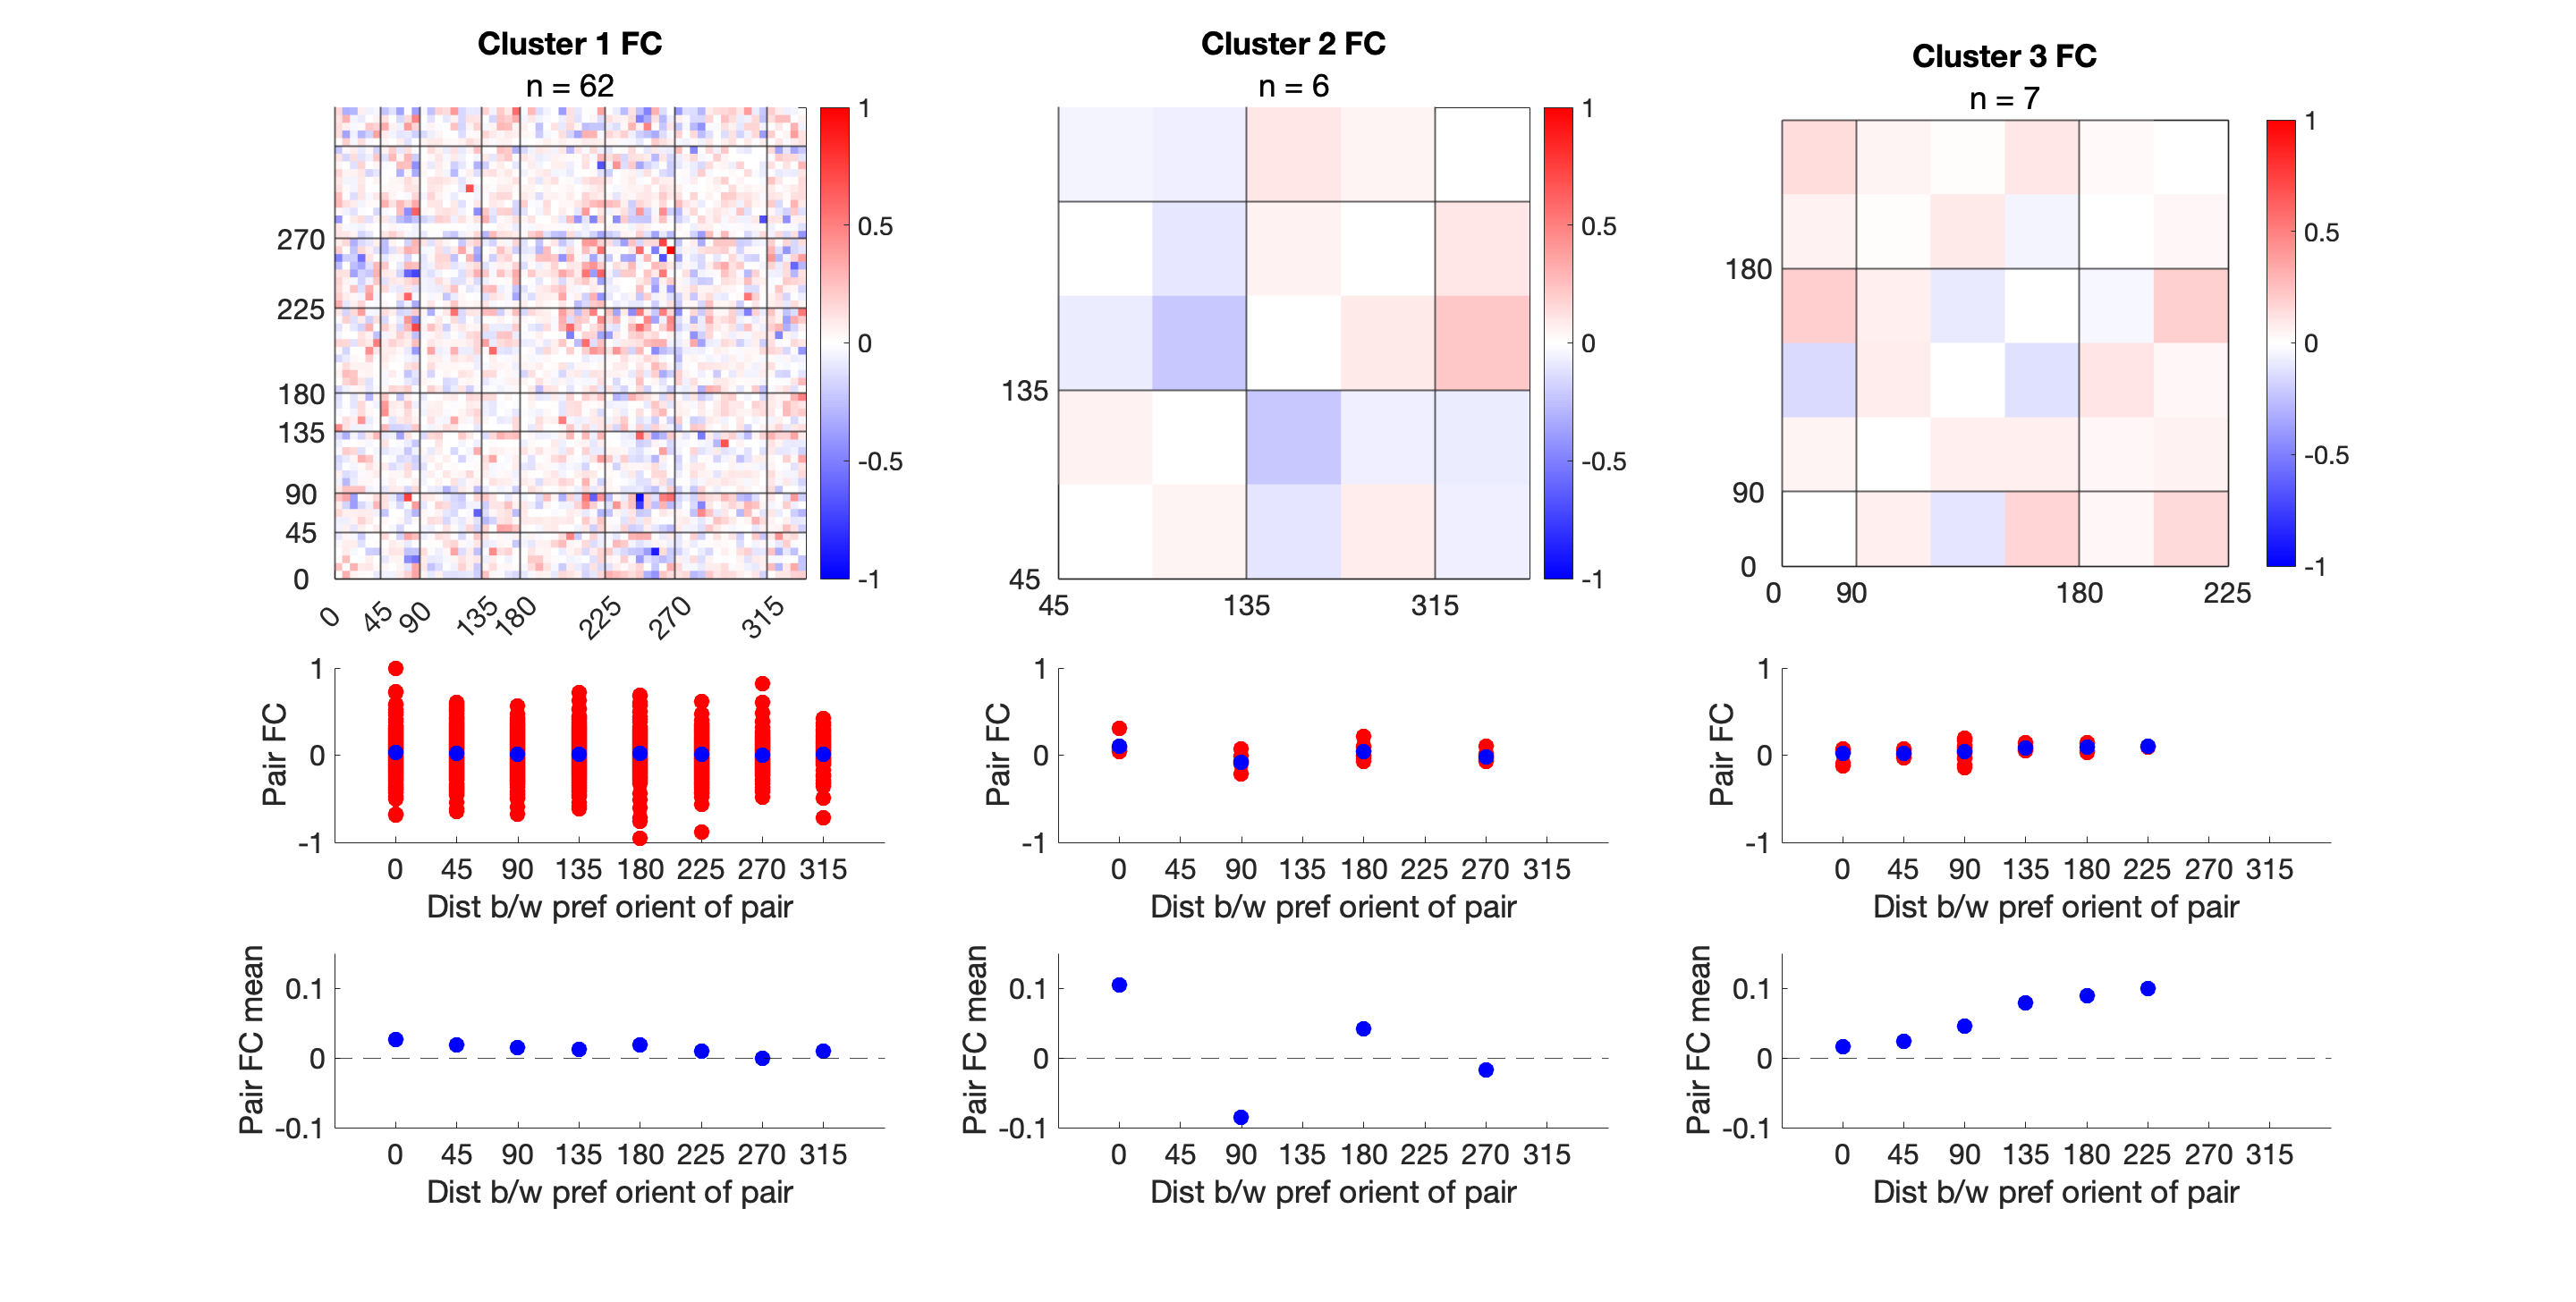 Cluster 1 FC
n = 62
1
0.5
0
-0.5
-1
270
225
180
135
90
45
0
0 45 90 135 180 225 270 315
Cluster 2 FC
n = 6
1
0.5
0
-0.5
-1
135
45
45 135 315
Cluster 3 FC
n = 7
1
0.5
0
-0.5
-1
180
90
0
0 90 180 225
Pair FC
1
0
-1
0 45 90 135 180 225 270 315
Dist b/w pref orient of pair
Pair FC
1
0
-1
0 45 90 135 180 225 270 315
Dist b/w pref orient of pair
Pair FC
1
0
-1
0 45 90 135 180 225 270 315
Dist b/w pref orient of pair
Pair FC mean
0.1
0
-0.1
0 45 90 135 180 225 270 315
Dist b/w pref orient of pair
Pair FC mean
0.1
0
-0.1
0 45 90 135 180 225 270 315
Dist b/w pref orient of pair
Pair FC mean
0.1
0
-0.1
0 45 90 135 180 225 270 315
Dist b/w pref orient of pair